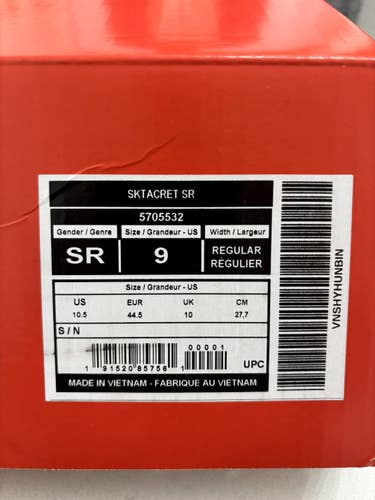 SKTACRET SR
5705532
Gender / Genre Size / Grandeur - US Width / Largeur
SR 9 REGULAR
RÉGULIER
Size / Grandeur - US
US EUR UK CM
10.5 44.5 10 27,7
S / N
00001
1 91520 85756 1 UPC
MADE IN VIETNAM - FABRIQUE AU VIETNAM
VNSHYHUNBIN